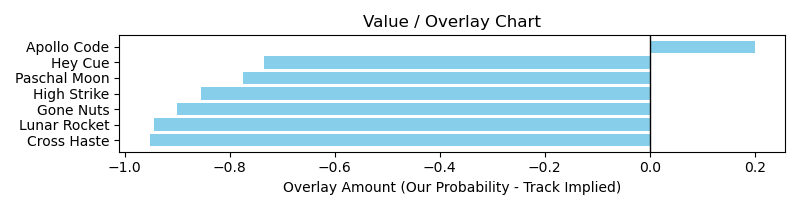 Value / Overlay Chart
Apollo Code
Hey Cue
Paschal Moon
High Strike
Gone Nuts
Lunar Rocket
Cross Haste
−1.0 −0.8 −0.6 −0.4 −0.2 0.0 0.2
Overlay Amount (Our Probability - Track Implied)